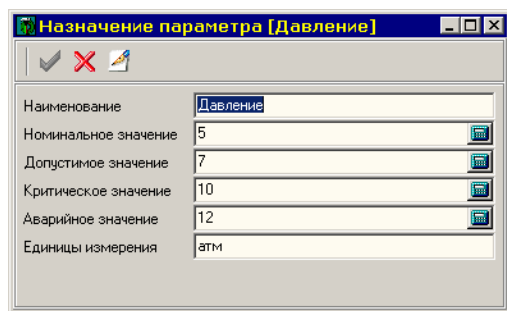 Назначение параметра [Давление]
Наименование Давление
Номинальное значение 5
Допустимое значение 7
Критическое значение 10
Аварийное значение 12
Единицы измерения атм